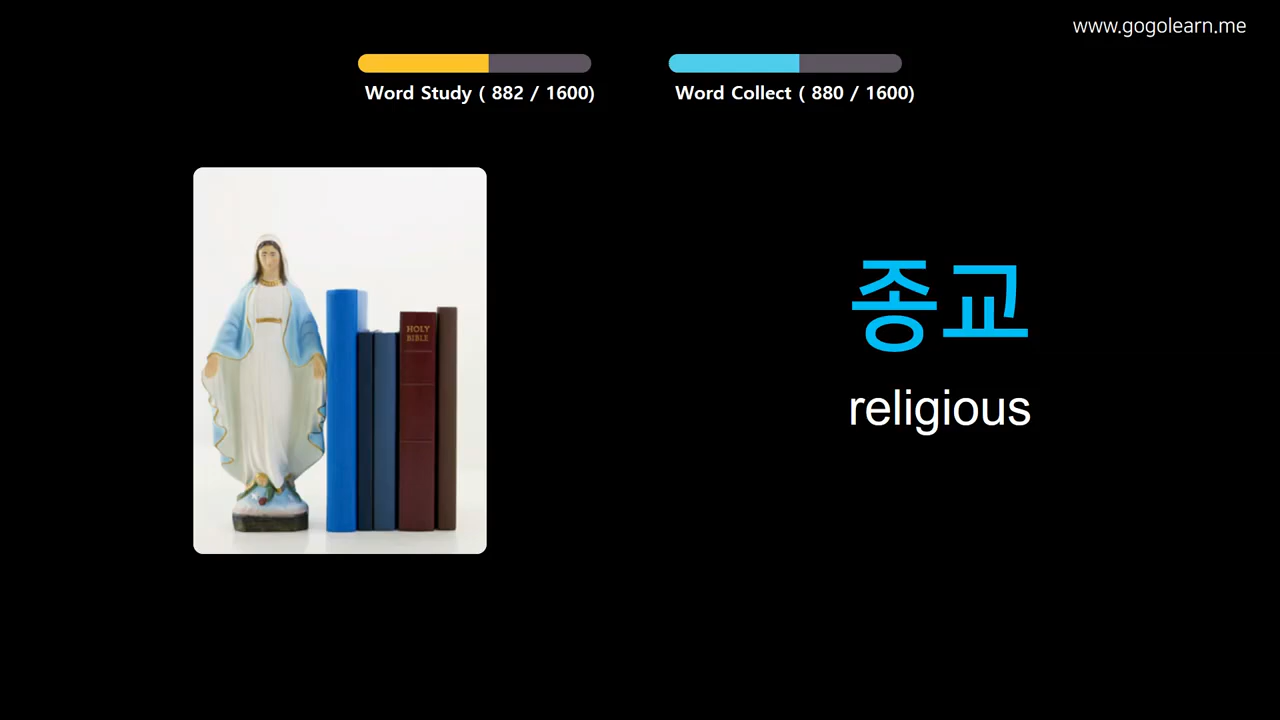 www.gogolearn.me
Word Study ( 882 / 1600)
Word Collect ( 880 / 1600)
HOLY
BIBLE
종교
religious